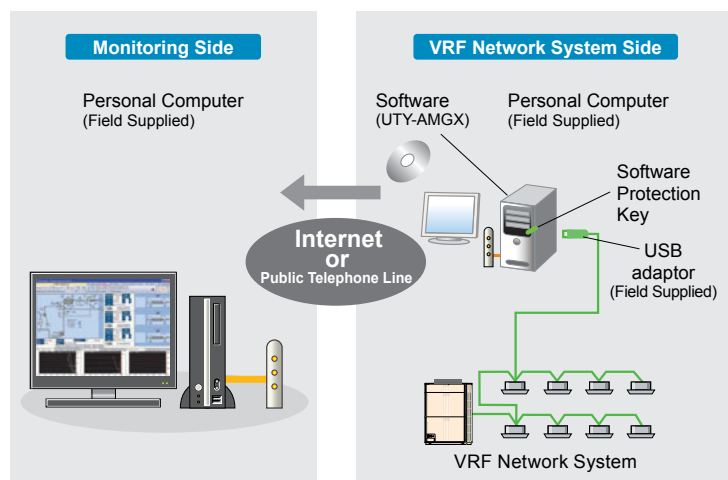 Monitoring Side
Personal Computer
(Field Supplied)
VRF Network System Side
Software
(UTY-AMGX)
Personal Computer
(Field Supplied)
Software
Protection
Key
USB
adaptor
(Field Supplied)
Internet
or
Public Telephone Line
VRF Network System